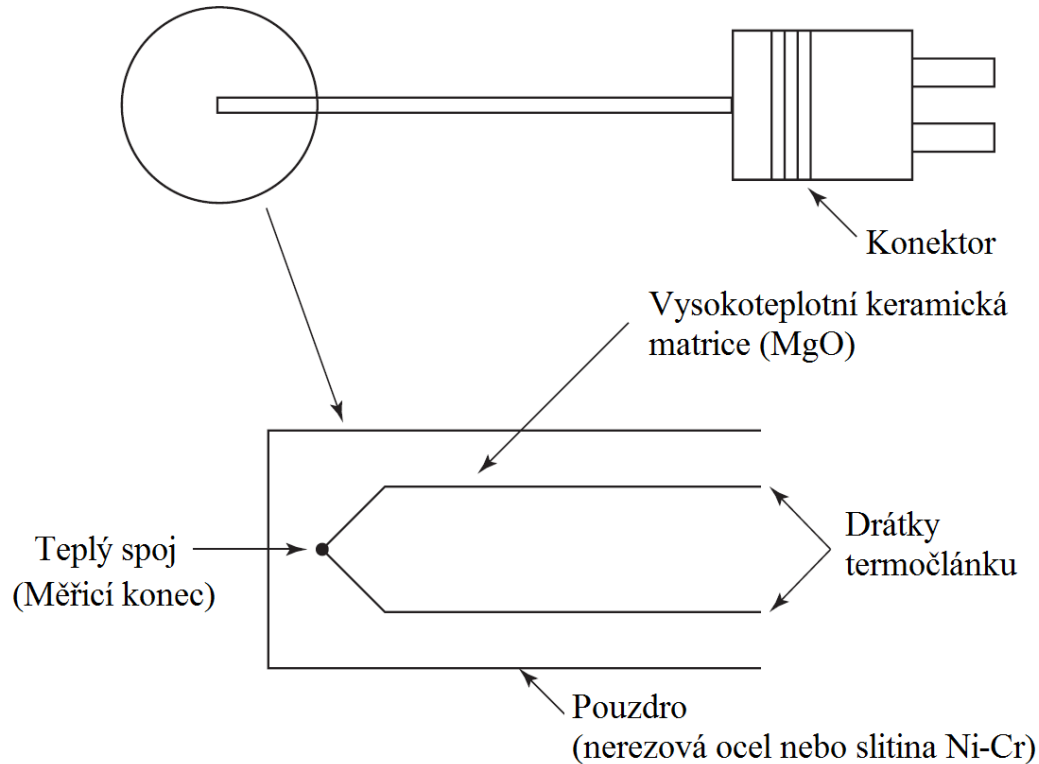 Konektor
Vysokoteplotní keramická
matrice (MgO)
Teplý spoj
(Měřicí konec)
Drátky
termočlánku
Pouzdro
(nerezová ocel nebo slitina Ni-Cr)